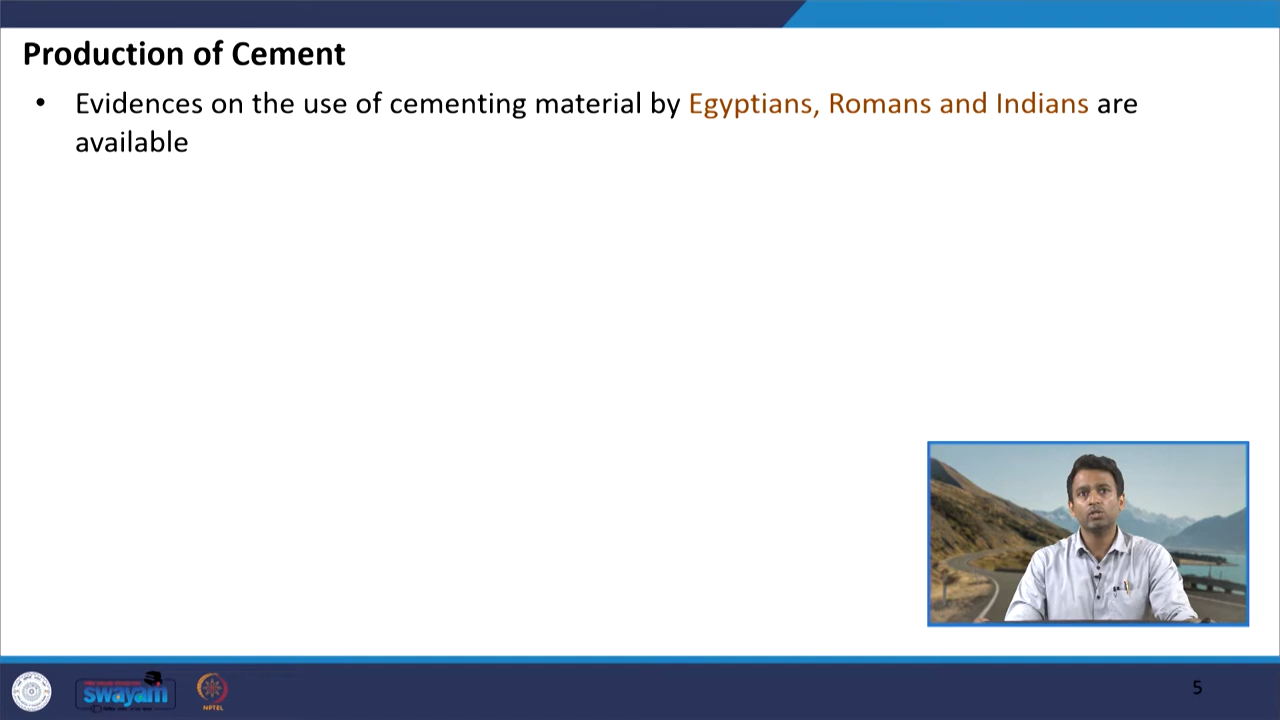 Production of Cement
• Evidences on the use of cementing material by Egyptians, Romans and Indians are
available
swayam
NPTEL
5